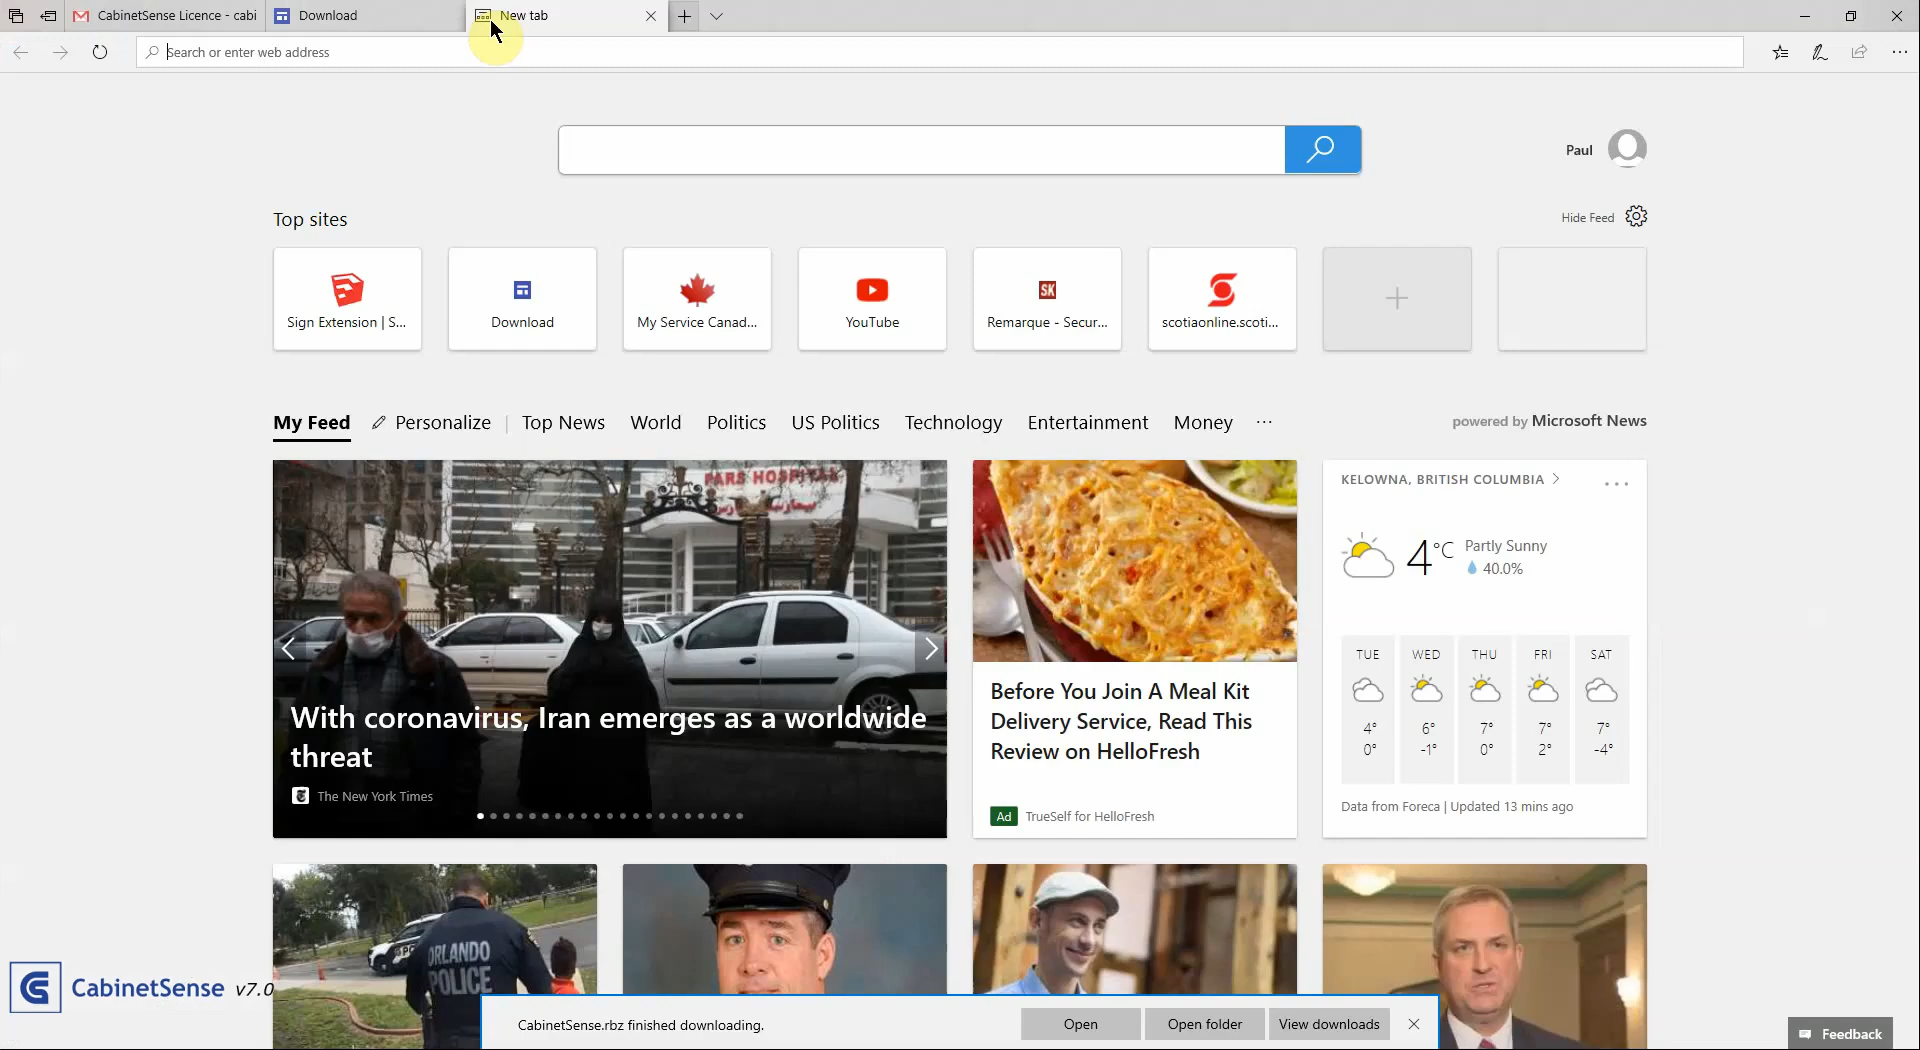 CabinetSense Licence - cabi
Download
New tab
Search or enter web address
Paul
Top sites
Hide Feed
Sign Extension | S...
Download
My Service Canad...
YouTube
SK
Remarque - Secur...
scotiaonline.scoti...
My Feed
Personalize
Top News
World
Politics
US Politics
Technology
Entertainment
Money
powered by Microsoft News
PARS HOSPITAL
With coronavirus, Iran emerges as a worldwide
threat
The New York Times
Before You Join A Meal Kit
Delivery Service, Read This
Review on HelloFresh
Ad TrueSelf for HelloFresh
KELOWNA, BRITISH COLUMBIA
4°C
Partly Sunny
40.0%
TUE WED THU FRI SAT
4° 6° 7° 7° 7°
0° -1° 0° 2° -4°
Data from Foreca | Updated 13 mins ago
ORLANDO
POLICE
CabinetSense v7.0
CabinetSense.rbz finished downloading.
Open
Open folder
View downloads
Feedback